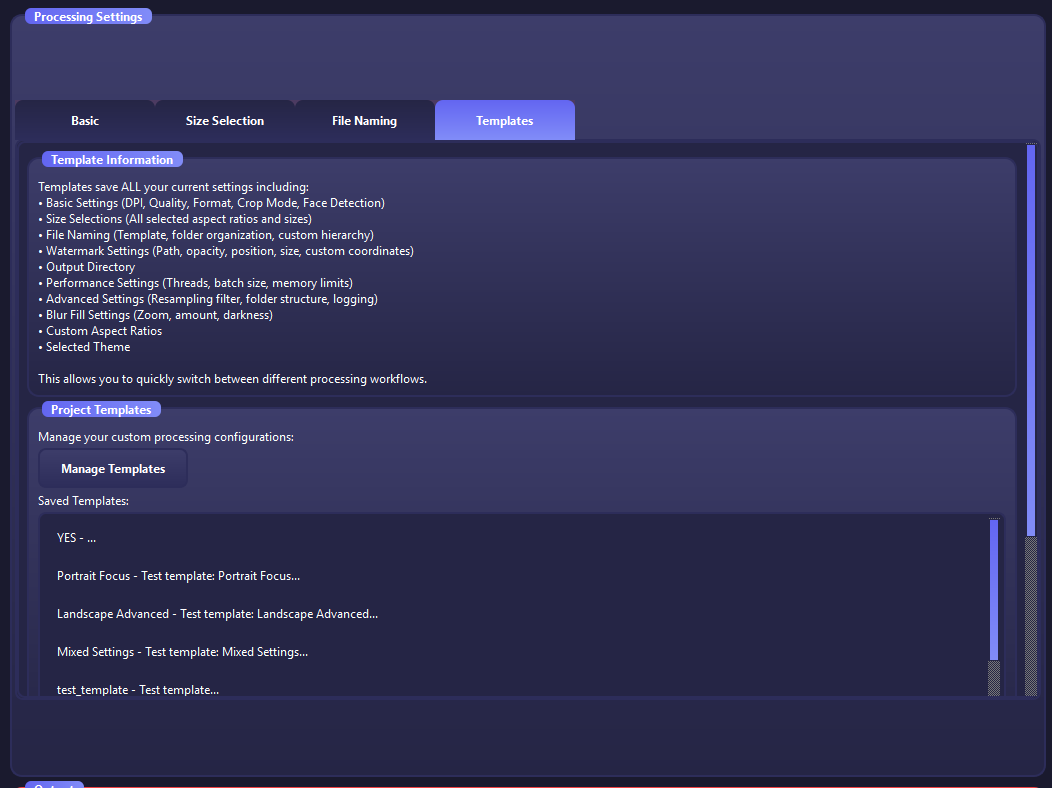 Processing Settings
Basic
Size Selection
File Naming
Templates
Template Information
Templates save ALL your current settings including:
• Basic Settings (DPI, Quality, Format, Crop Mode, Face Detection)
• Size Selections (All selected aspect ratios and sizes)
• File Naming (Template, folder organization, custom hierarchy)
• Watermark Settings (Path, opacity, position, size, custom coordinates)
• Output Directory
• Performance Settings (Threads, batch size, memory limits)
• Advanced Settings (Resampling filter, folder structure, logging)
• Blur Fill Settings (Zoom, amount, darkness)
• Custom Aspect Ratios
• Selected Theme
This allows you to quickly switch between different processing workflows.
Project Templates
Manage your custom processing configurations:
Manage Templates
Saved Templates:
YES - ...
Portrait Focus - Test template: Portrait Focus...
Landscape Advanced - Test template: Landscape Advanced...
Mixed Settings - Test template: Mixed Settings...
test_template - Test template...